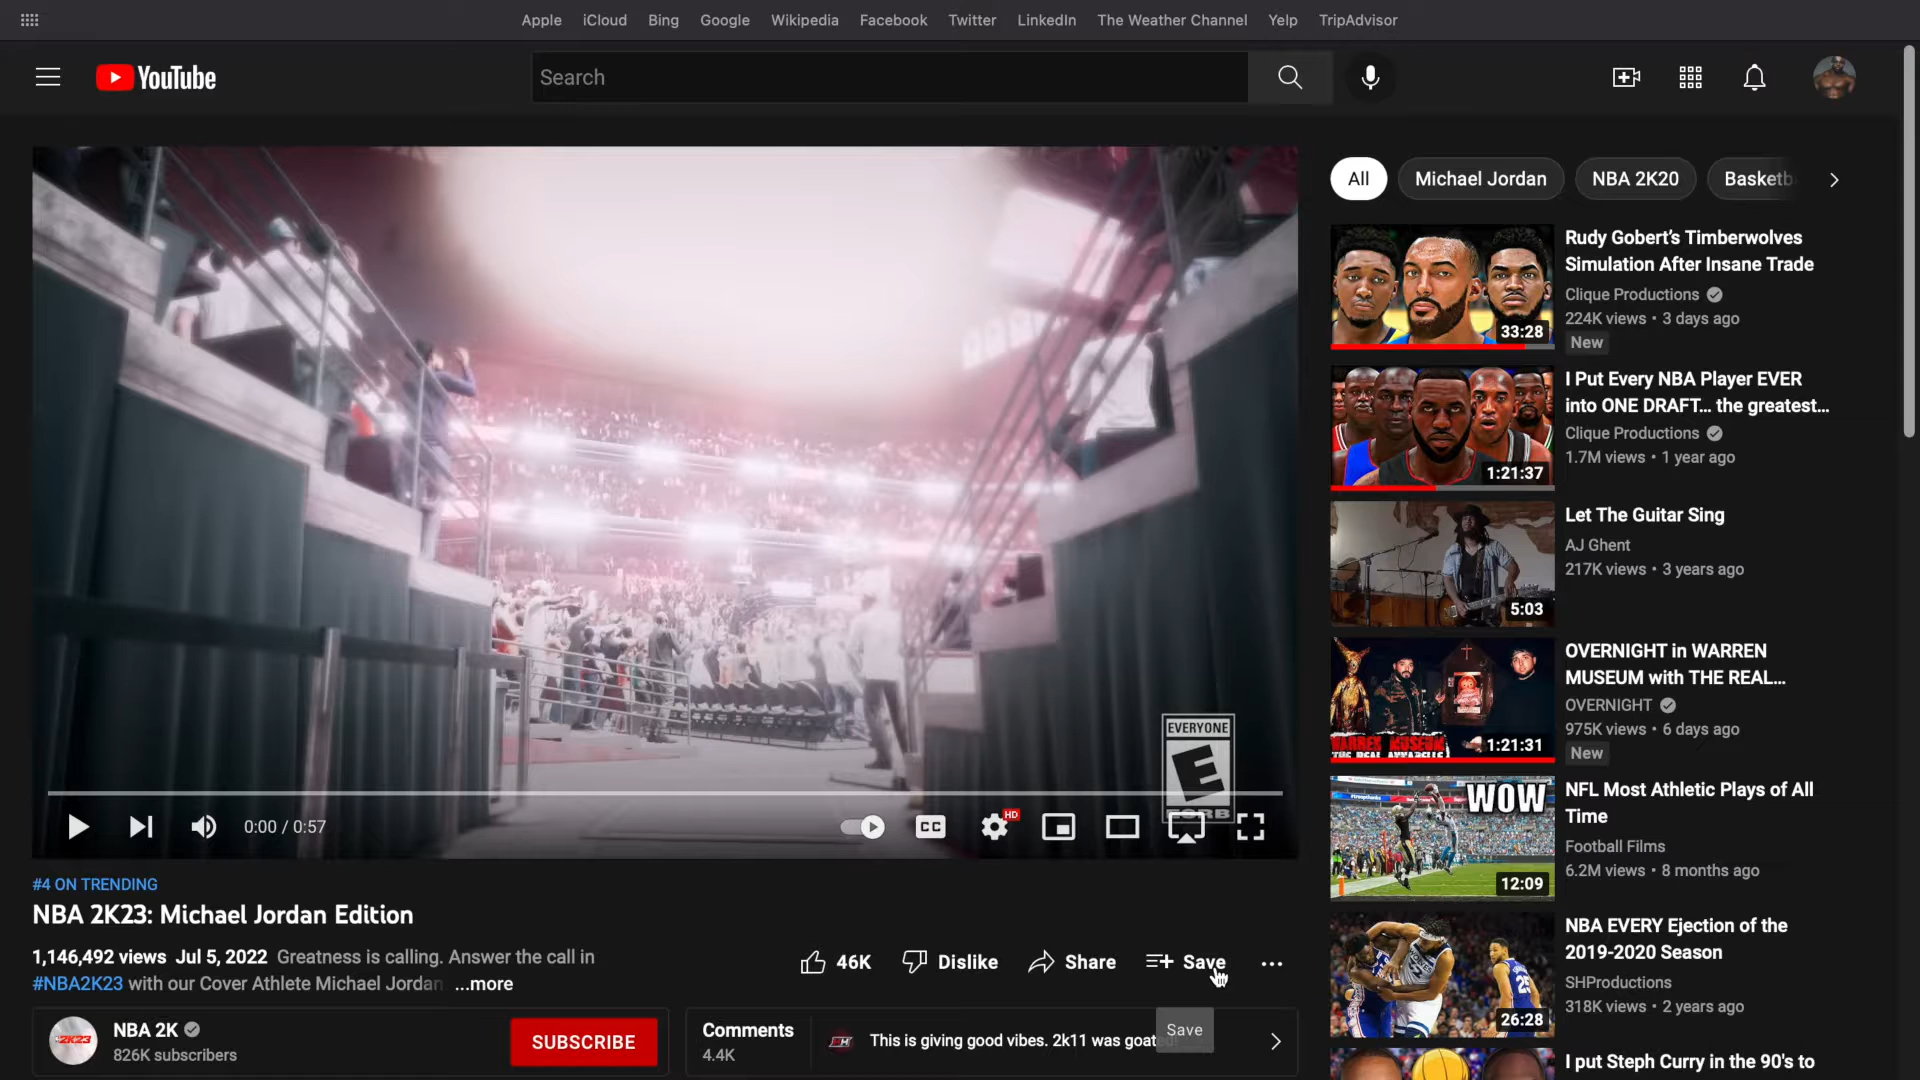 Apple iCloud Bing Google Wikipedia Facebook Twitter LinkedIn The Weather Channel Yelp TripAdvisor
YouTube
Search
All
Michael Jordan
NBA 2K20
Basketb
Rudy Gobert’s Timberwolves
Simulation After Insane Trade
Clique Productions
224K views • 3 days ago
New
33:28
I Put Every NBA Player EVER
into ONE DRAFT... the greatest...
Clique Productions
1.7M views • 1 year ago
1:21:37
Let The Guitar Sing
AJ Ghent
217K views • 3 years ago
5:03
OVERNIGHT in WARREN
MUSEUM with THE REAL...
OVERNIGHT
975K views • 6 days ago
New
WARREN MUSEUM
THE REAL ANNABELLE
1:21:31
NFL Most Athletic Plays of All
Time
Football Films
6.2M views • 8 months ago
WOW
12:09
NBA EVERY Ejection of the
2019-2020 Season
SHProductions
318K views • 2 years ago
25
26:28
I put Steph Curry in the 90's to
EVERYONE
E
ESRB
0:00 / 0:57
CC
HD
#4 ON TRENDING
NBA 2K23: Michael Jordan Edition
1,146,492 views Jul 5, 2022 Greatness is calling. Answer the call in
#NBA2K23 with our Cover Athlete Michael Jordan ...more
46K
Dislike
Share
Save
2K23
NBA 2K
826K subscribers
SUBSCRIBE
Comments
4.4K
This is giving good vibes. 2k11 was goate
Save